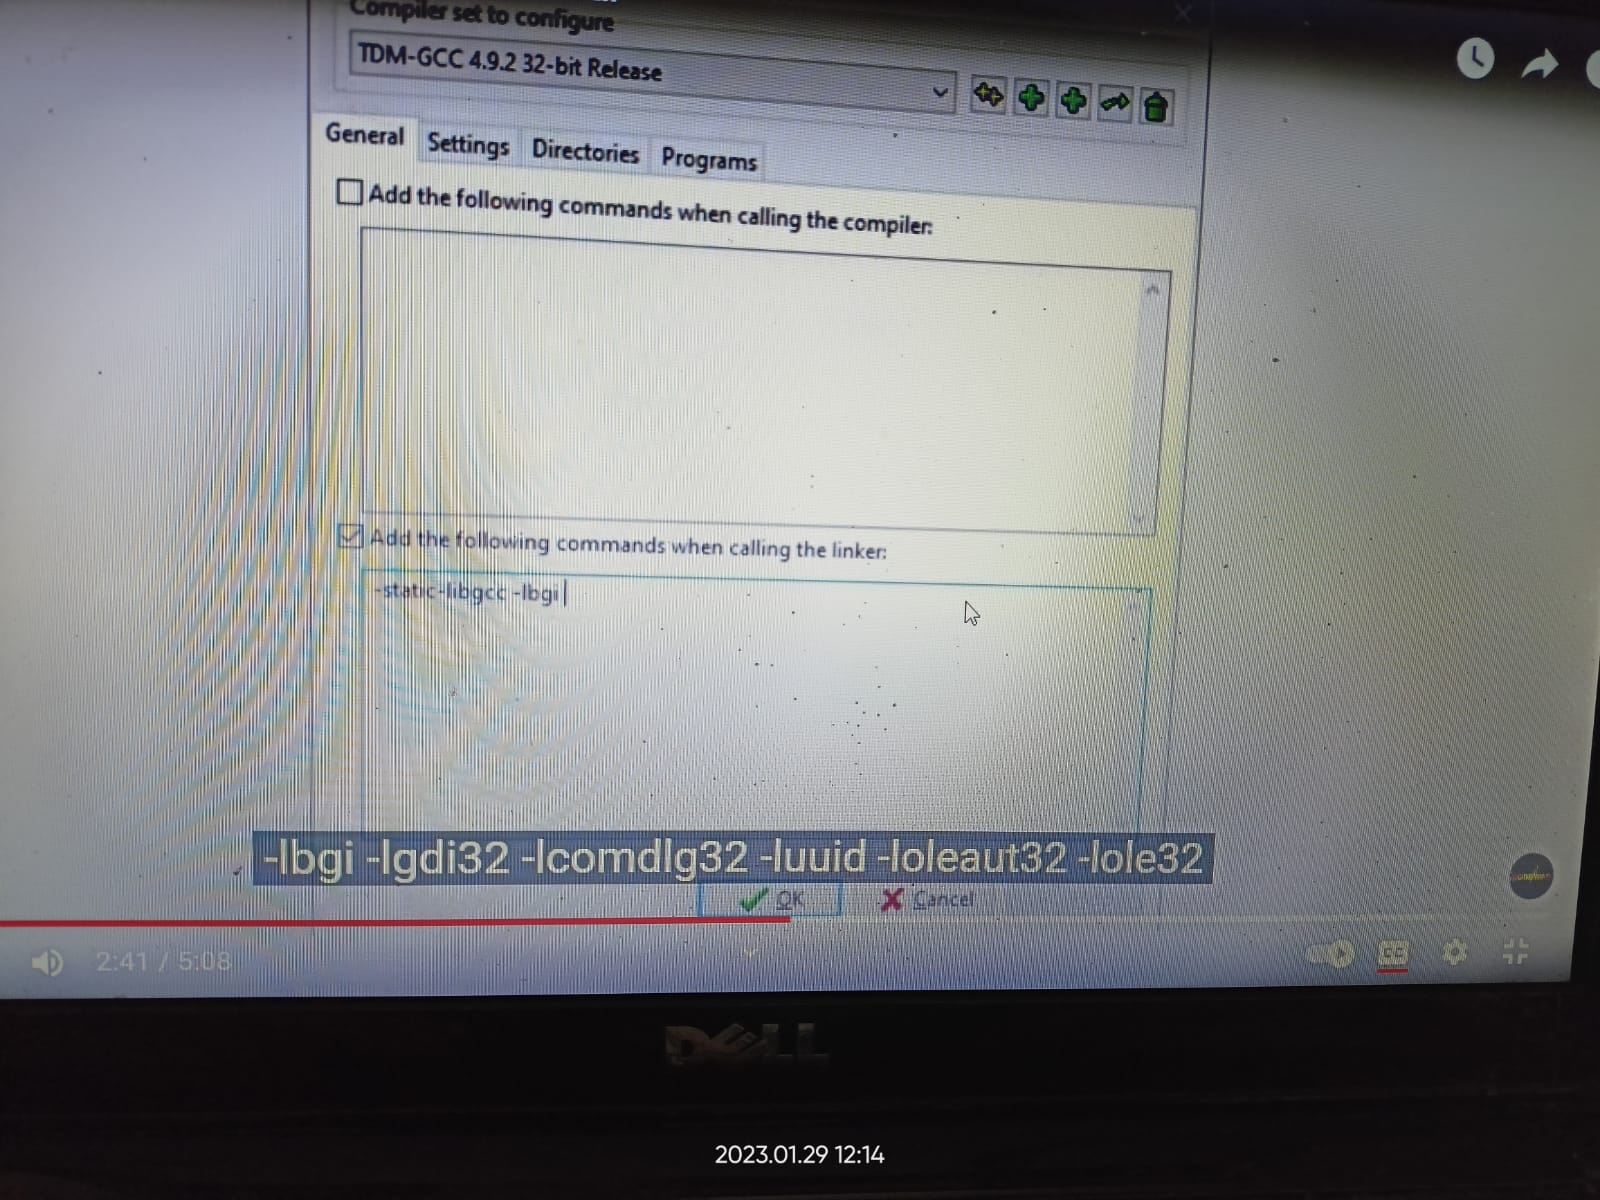 Compiler set to configure
TDM-GCC 4.9.2 32-bit Release
General Settings Directories Programs
Add the following commands when calling the compiler:
Add the following commands when calling the linker:
-static-libgcc -lbgi
-lbgi -lgdi32 -lcomdlg32 -luuid -loleaut32 -lole32
OK Cancel
2:41 / 5:08
CC
DELL
2023.01.29 12:14